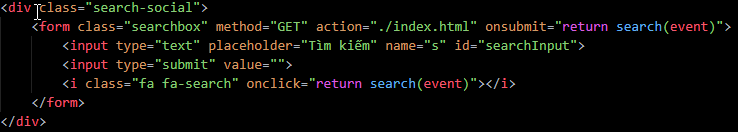 <div class="search-social">
<form class="searchbox" method="GET" action="./index.html" onsubmit="return search(event)">
<input type="text" placeholder="Tìm kiếm" name="s" id="searchInput">
<input type="submit" value="">
<i class="fa fa-search" onclick="return search(event)"></i>
</form>
</div>